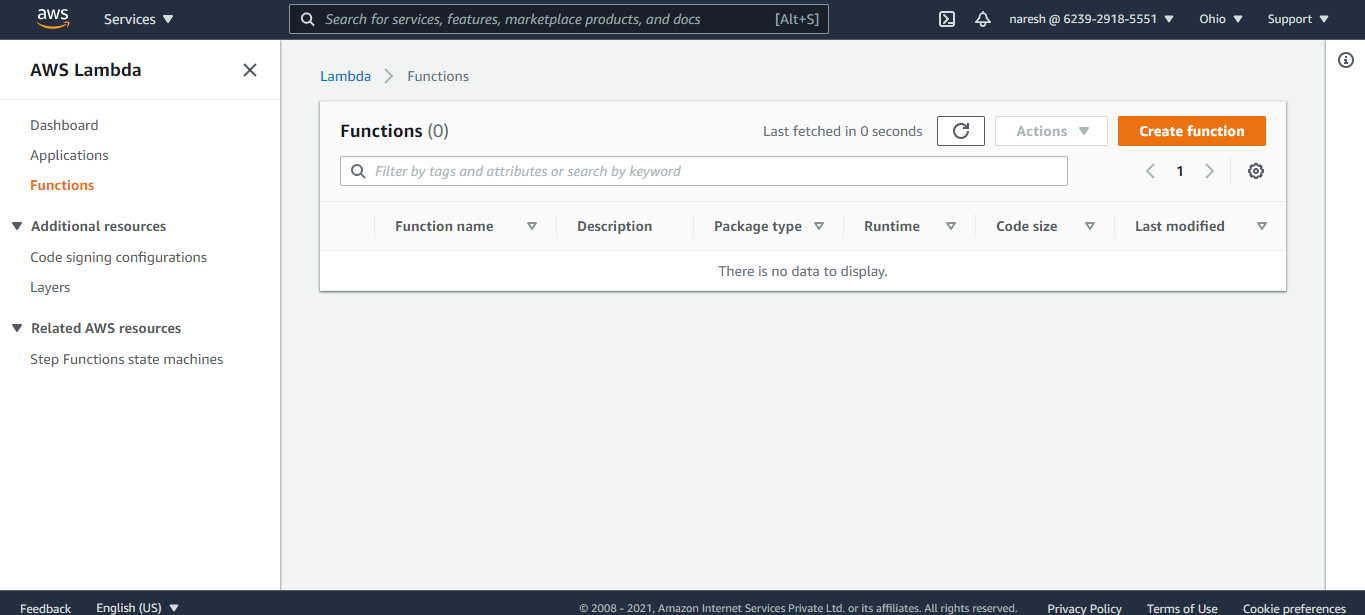 aws Services Search for services, features, marketplace products, and docs [Alt+S] naresh @ 6239-2918-5551 Ohio Support
AWS Lambda
Dashboard
Applications
Functions
Additional resources
Code signing configurations
Layers
Related AWS resources
Step Functions state machines
Lambda Functions
Functions (0) Last fetched in 0 seconds Actions Create function
Filter by tags and attributes or search by keyword 1
Function name Description Package type Runtime Code size Last modified
There is no data to display.
Feedback English (US) © 2008 - 2021, Amazon Internet Services Private Ltd. or its affiliates. All rights reserved. Privacy Policy Terms of Use Cookie preferences